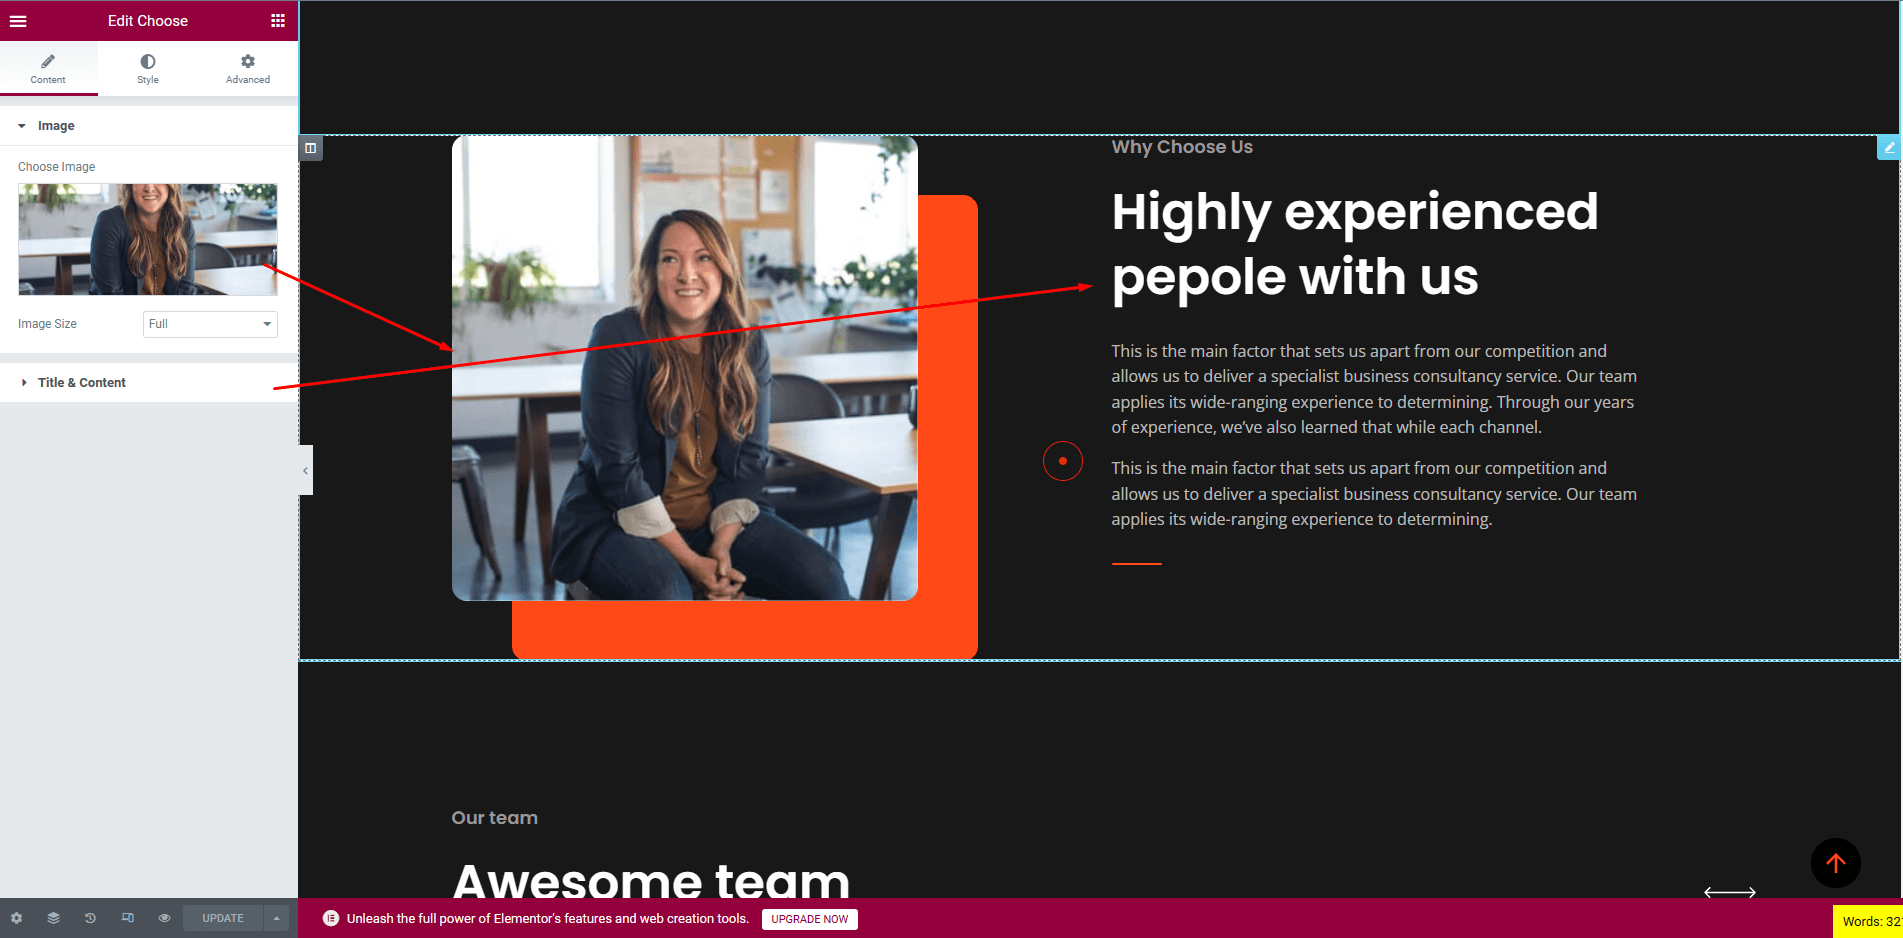 Edit Choose
Content
Style
Advanced
Image
Choose Image
Image Size
Full
Title & Content
UPDATE
Why Choose Us
Highly experienced
pepole with us
This is the main factor that sets us apart from our competition and
allows us to deliver a specialist business consultancy service. Our team
applies its wide-ranging experience to determining. Through our years
of experience, we’ve also learned that while each channel.
This is the main factor that sets us apart from our competition and
allows us to deliver a specialist business consultancy service. Our team
applies its wide-ranging experience to determining.
Our team
Awesome team
Unleash the full power of Elementor's features and web creation tools.
UPGRADE NOW
Words: 32